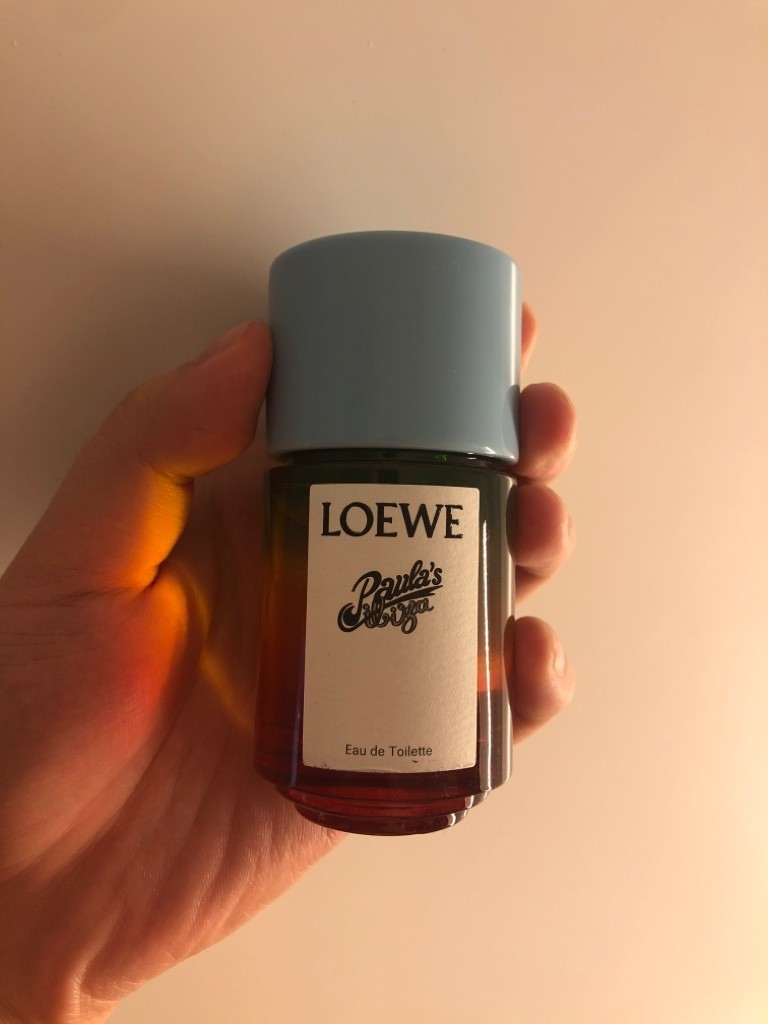 LOEWE
Paula's
Ibiza
Eau de Toilette